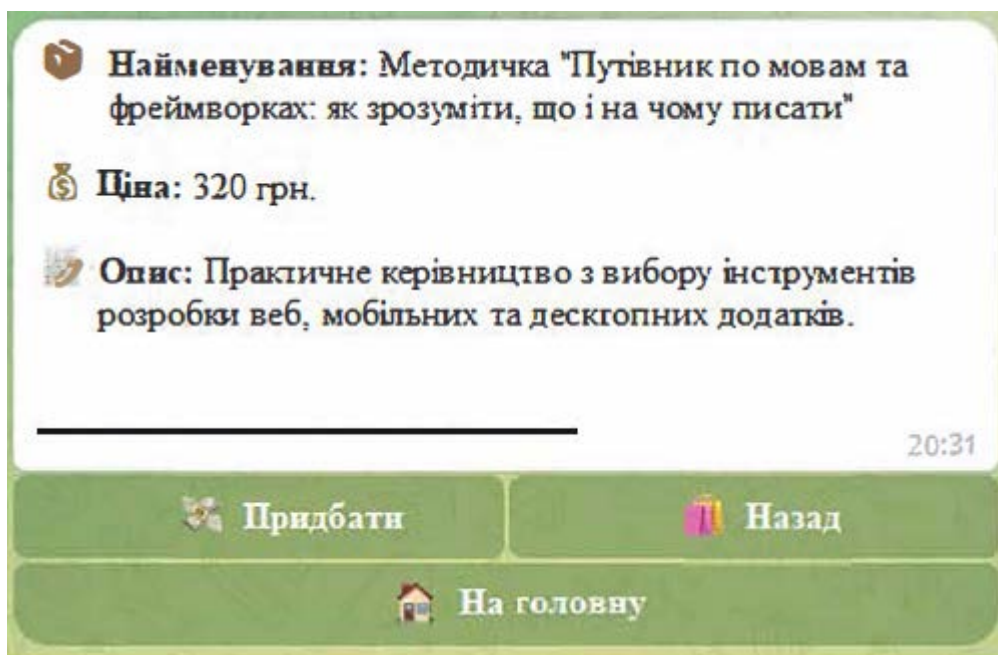 Найменування: Методичка "Путівник по мовам та
фреймворках: як зрозуміти, що і на чому писати"
Ціна: 320 грн.
Опис: Практичне керівництво з вибору інструментів
розробки веб, мобільних та десктопних додатків.
20:31
Придбати
Назад
На головну